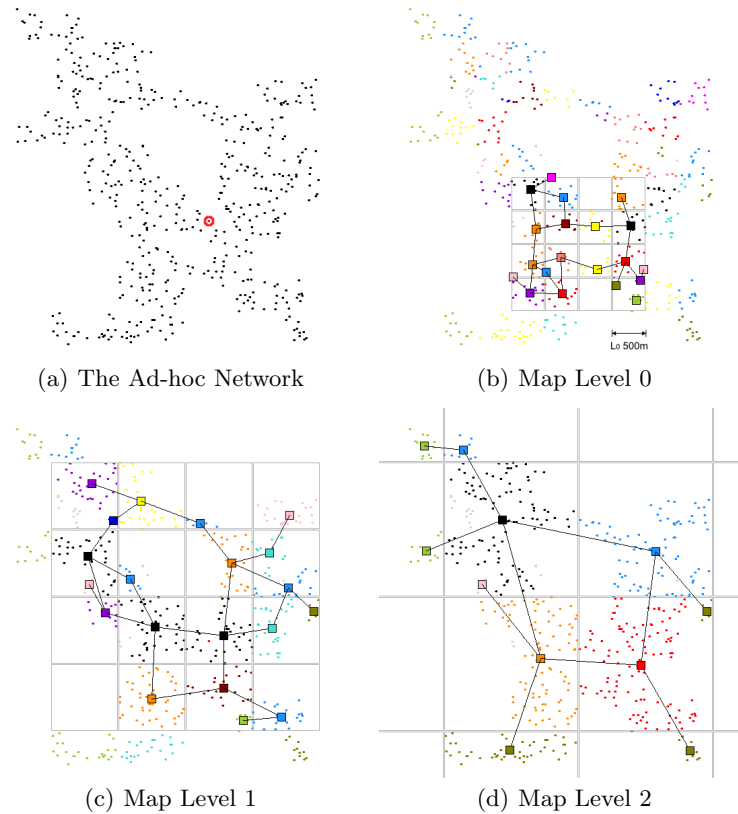 L₀ 500m
(a) The Ad-hoc Network
(b) Map Level 0
(c) Map Level 1
(d) Map Level 2